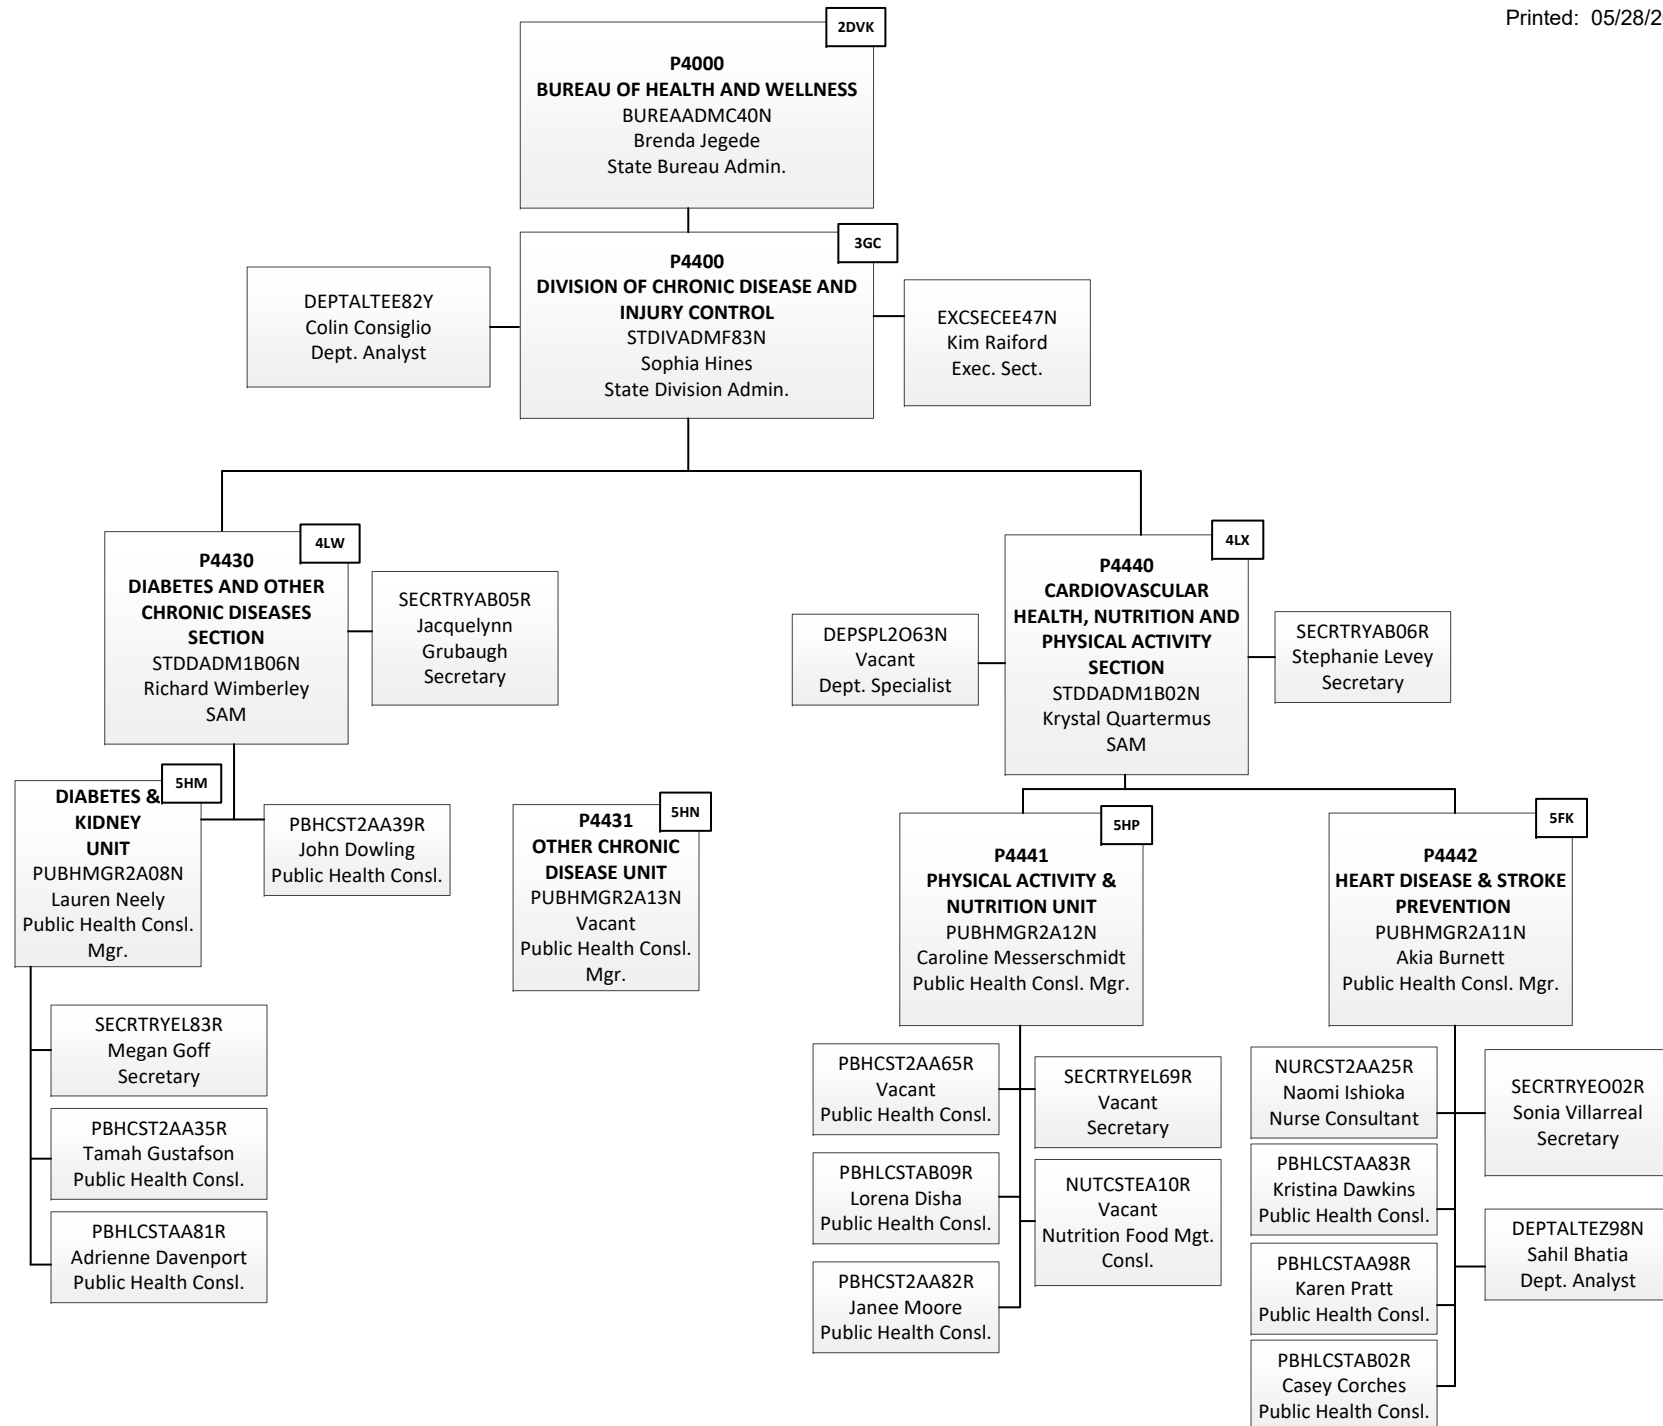 Printed: 05/28/2
2DVK
P4000
BUREAU OF HEALTH AND WELLNESS
BUREAADMC40N
Brenda Jegede
State Bureau Admin.
3GC
P4400
DIVISION OF CHRONIC DISEASE AND
INJURY CONTROL
STDIVADMF83N
Sophia Hines
State Division Admin.
DEPTALTEE82Y
Colin Consiglio
Dept. Analyst
EXCSECEE47N
Kim Raiford
Exec. Sect.
4LW
P4430
DIABETES AND OTHER
CHRONIC DISEASES
SECTION
STDDADM1B06N
Richard Wimberley
SAM
SECRTRYAB05R
Jacquelynn
Grubaugh
Secretary
DEPSPL2O63N
Vacant
Dept. Specialist
4LX
P4440
CARDIOVASCULAR
HEALTH, NUTRITION AND
PHYSICAL ACTIVITY
SECTION
STDDADM1B02N
Krystal Quartermus
SAM
SECRTRYAB06R
Stephanie Levey
Secretary
5HM
DIABETES &
KIDNEY
UNIT
PUBHMGR2A08N
Lauren Neely
Public Health Consl.
Mgr.
PBHCST2AA39R
John Dowling
Public Health Consl.
5HN
P4431
OTHER CHRONIC
DISEASE UNIT
PUBHMGR2A13N
Vacant
Public Health Consl.
Mgr.
5HP
P4441
PHYSICAL ACTIVITY &
NUTRITION UNIT
PUBHMGR2A12N
Caroline Messerschmidt
Public Health Consl. Mgr.
5FK
P4442
HEART DISEASE & STROKE
PREVENTION
PUBHMGR2A11N
Akia Burnett
Public Health Consl. Mgr.
SECRTRYEL83R
Megan Goff
Secretary
PBHCST2AA35R
Tamah Gustafson
Public Health Consl.
PBHLCSTAA81R
Adrienne Davenport
Public Health Consl.
PBHCST2AA65R
Vacant
Public Health Consl.
SECRTRYEL69R
Vacant
Secretary
PBHLCSTAB09R
Lorena Disha
Public Health Consl.
NUTCSTEA10R
Vacant
Nutrition Food Mgt.
Consl.
PBHCST2AA82R
Janee Moore
Public Health Consl.
NURCST2AA25R
Naomi Ishioka
Nurse Consultant
SECRTRYEO02R
Sonia Villarreal
Secretary
PBHLCSTAA83R
Kristina Dawkins
Public Health Consl.
DEPTALTEZ98N
Sahil Bhatia
Dept. Analyst
PBHLCSTAA98R
Karen Pratt
Public Health Consl.
PBHLCSTAB02R
Casey Corches
Public Health Consl.